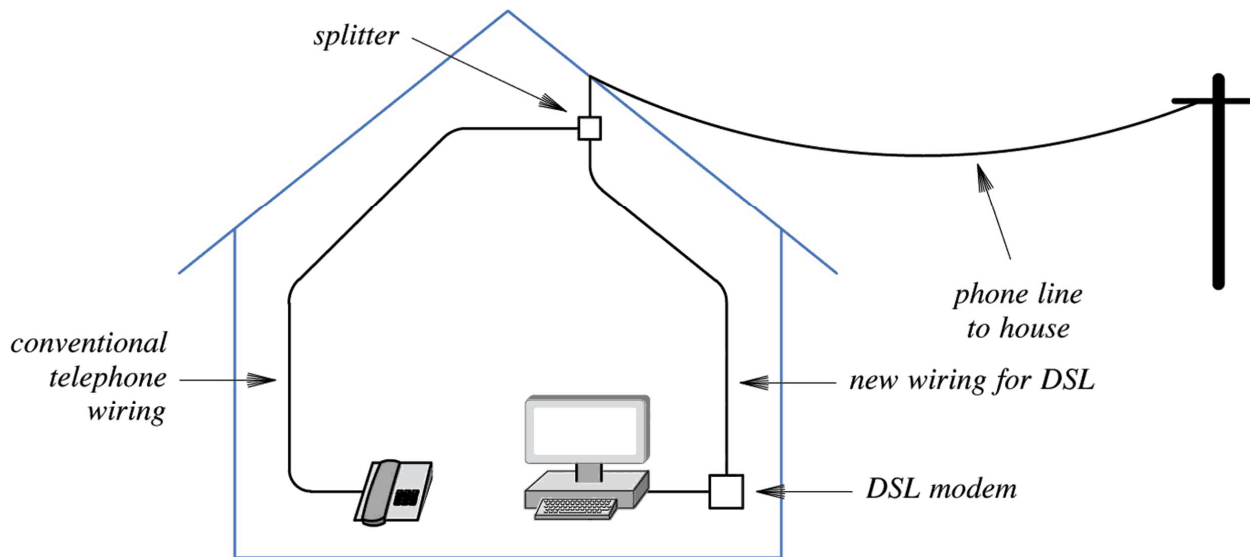 splitter
phone line
to house
conventional
telephone
wiring
new wiring for DSL
DSL modem